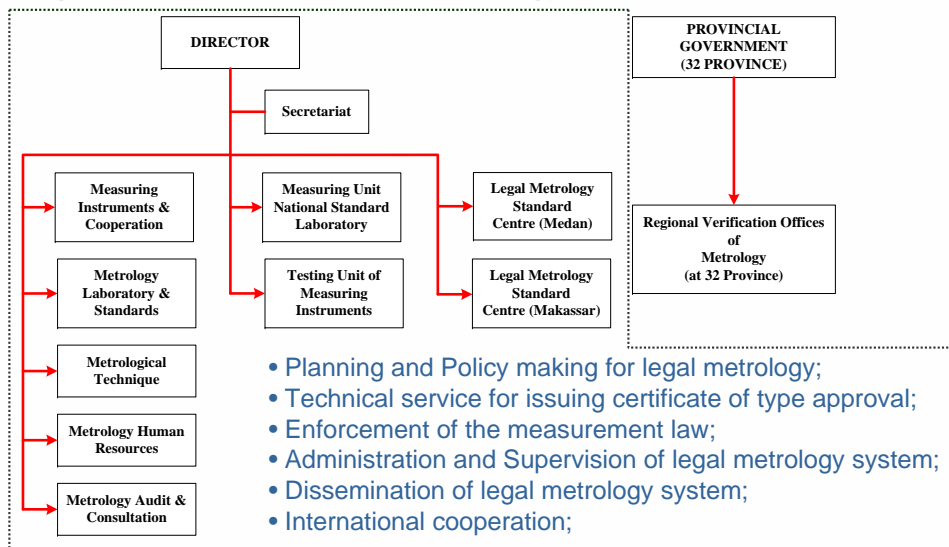 DIRECTOR
PROVINCIAL
GOVERNMENT
(32 PROVINCE)
Secretariat
Measuring
Instruments &
Cooperation
Measuring Unit
National Standard
Laboratory
Legal Metrology
Standard
Centre (Medan)
Regional Verification Offices
of
Metrology
(at 32 Province)
Metrology
Laboratory &
Standards
Testing Unit of
Measuring
Instruments
Legal Metrology
Standard
Centre (Makassar)
Metrological
Technique
Metrology Human
Resources
Metrology Audit &
Consultation
• Planning and Policy making for legal metrology;
• Technical service for issuing certificate of type approval;
• Enforcement of the measurement law;
• Administration and Supervision of legal metrology system;
• Dissemination of legal metrology system;
• International cooperation;